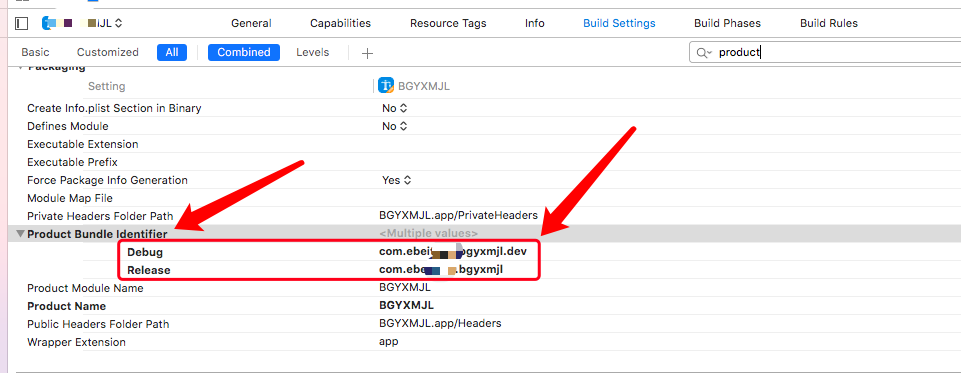 iJL
General Capabilities Resource Tags Info Build Settings Build Phases Build Rules
Basic Customized All Combined Levels + product
Packaging
Setting BGYXMJL
Create Info.plist Section in Binary No
Defines Module No
Executable Extension
Executable Prefix
Force Package Info Generation Yes
Module Map File
Private Headers Folder Path BGYXMJL.app/PrivateHeaders
Product Bundle Identifier <Multiple values>
Debug com.ebei .bgyxmjl.dev
Release com.ebe .bgyxmjl
Product Module Name BGYXMJL
Product Name BGYXMJL
Public Headers Folder Path BGYXMJL.app/Headers
Wrapper Extension app